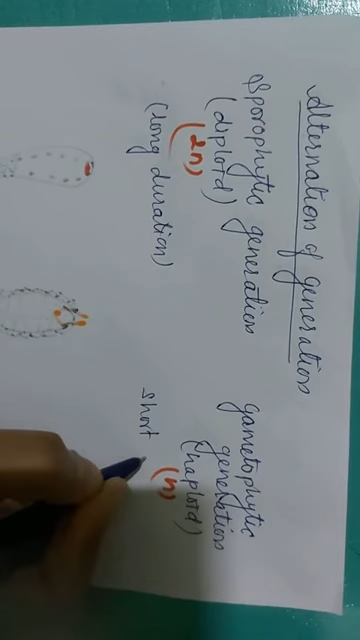 Alternation of generation
Sporophytic generation
(diploid)
(2n)
(long duration)
gametophytic
generation
(haploid)
(n)
short